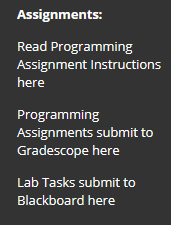 Assignments:
Read Programming
Assignment Instructions
here
Programming
Assignments submit to
Gradescope here
Lab Tasks submit to
Blackboard here